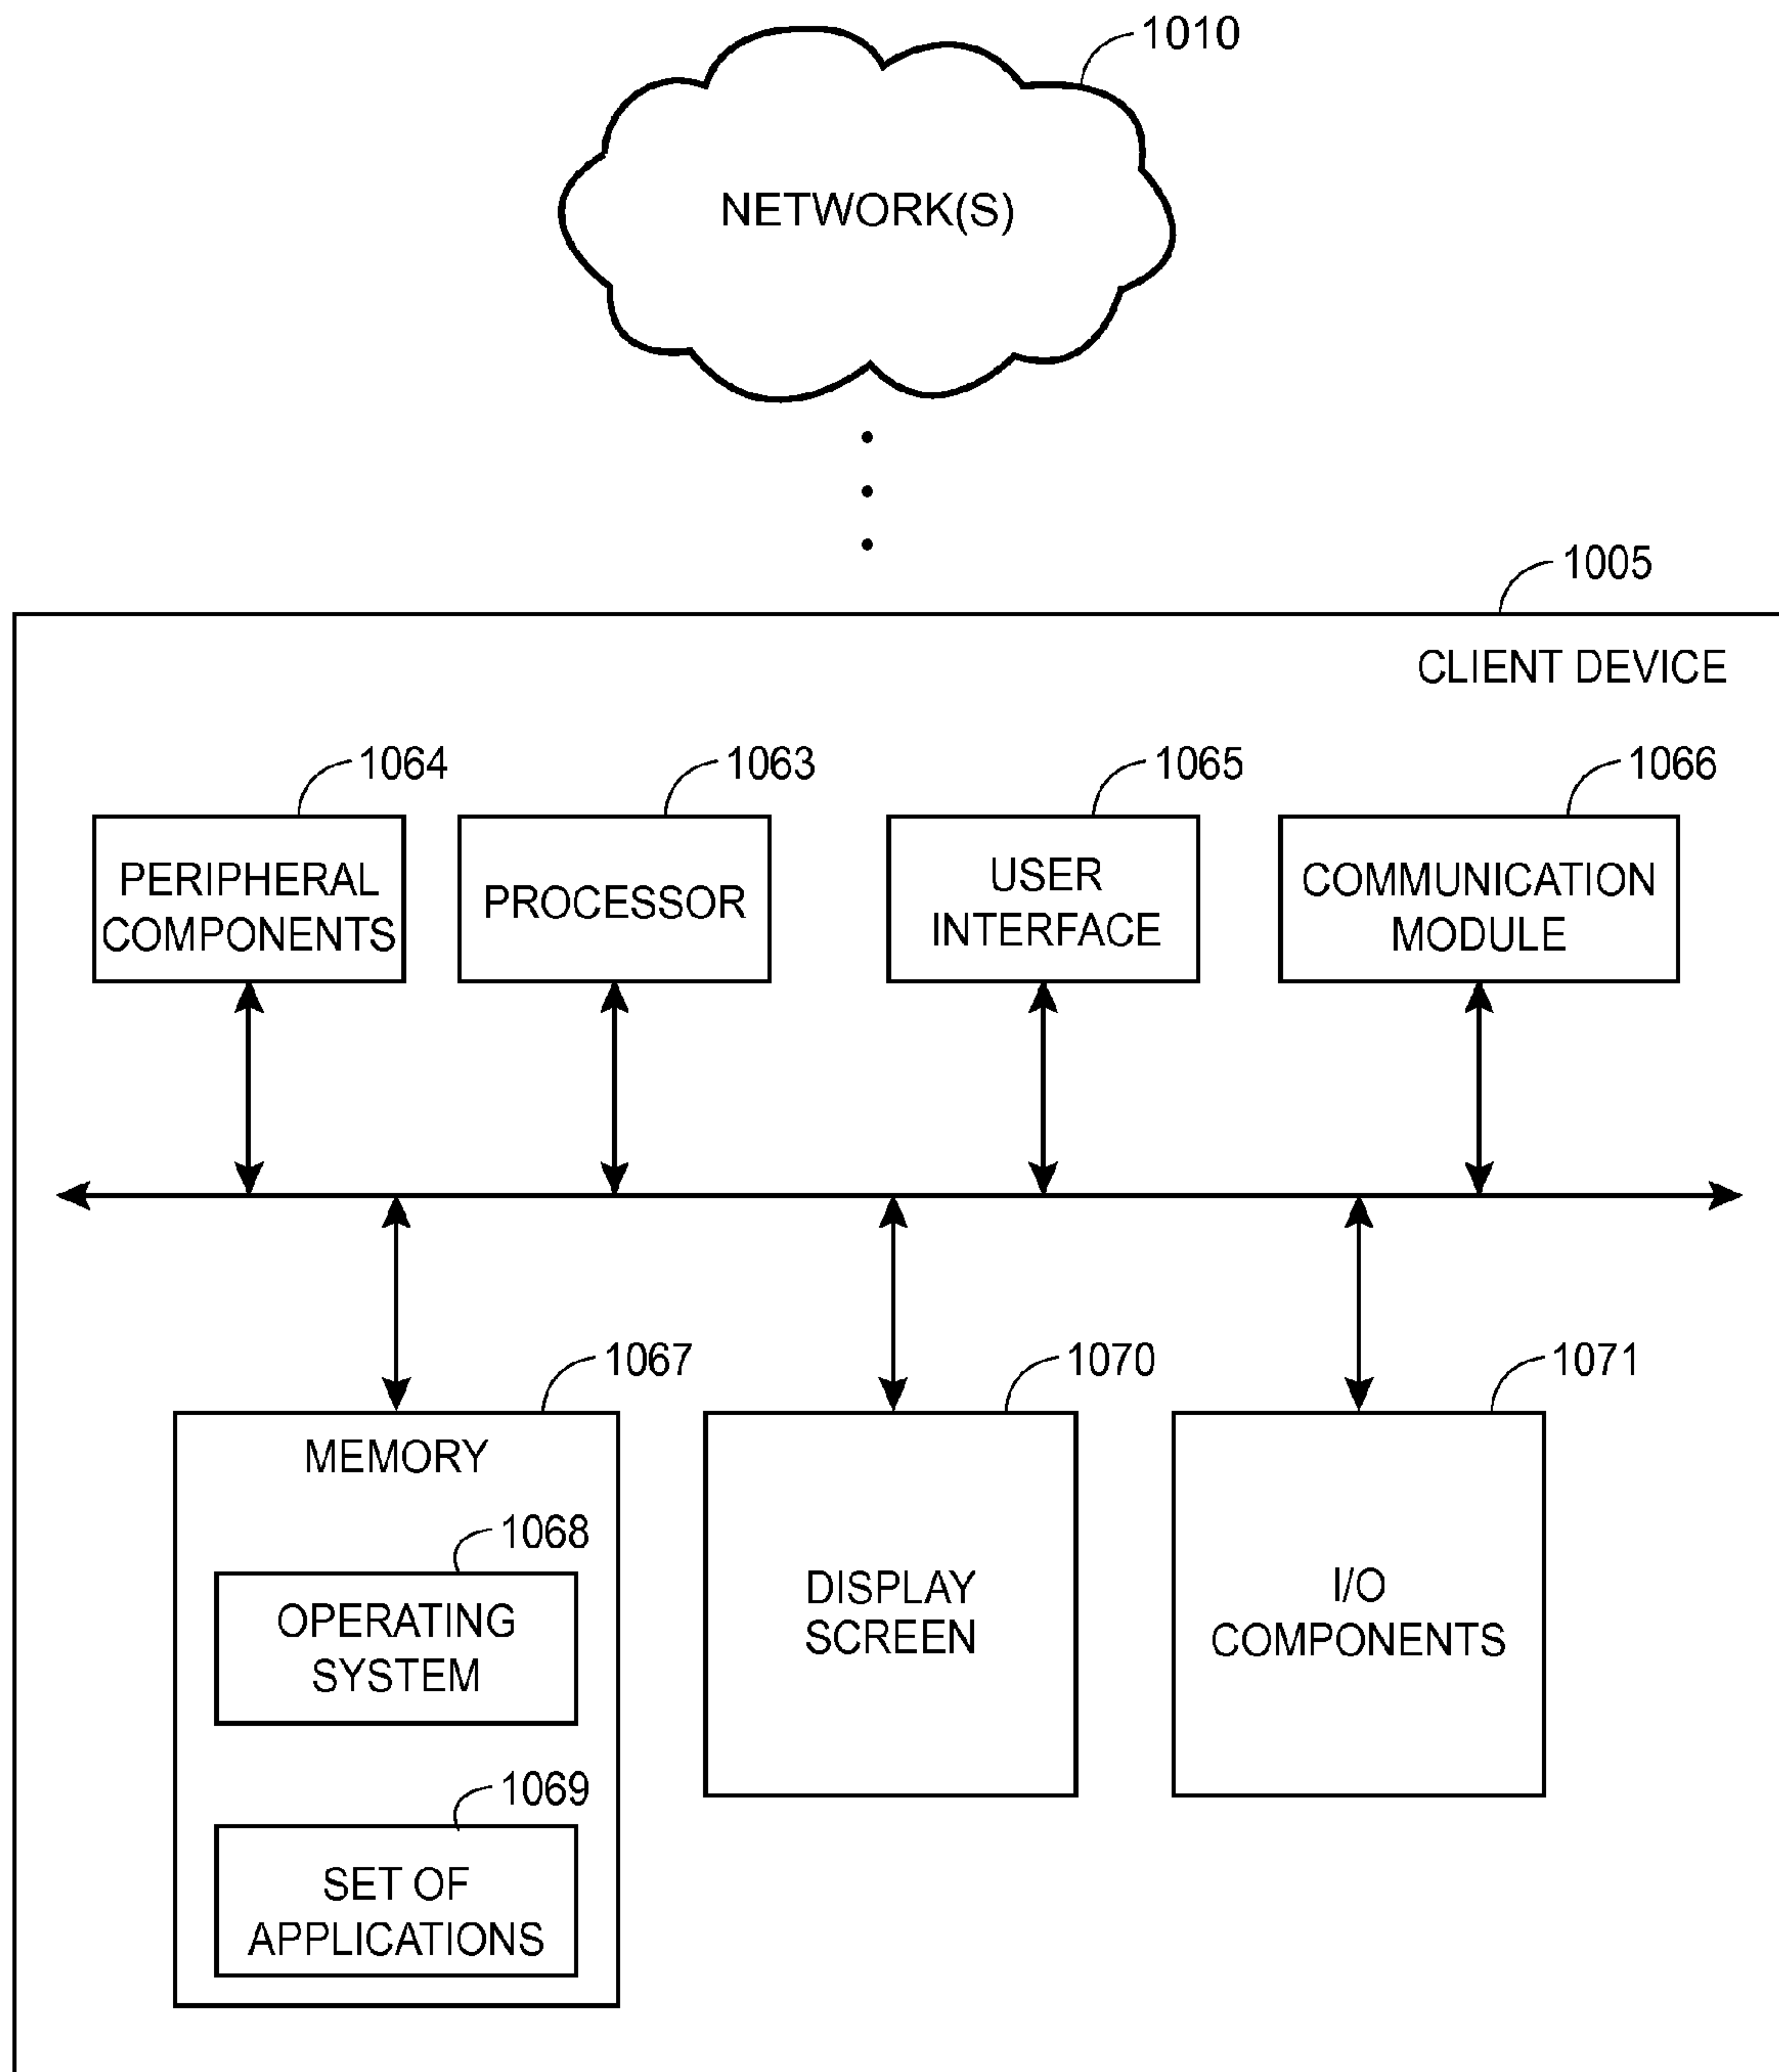 1010
NETWORK(S)
1005
CLIENT DEVICE
1064
1063
1065
1066
PERIPHERAL
COMPONENTS
PROCESSOR
USER
INTERFACE
COMMUNICATION
MODULE
1067
1070
1071
MEMORY
1068
OPERATING
SYSTEM
1069
SET OF
APPLICATIONS
DISPLAY
SCREEN
I/O
COMPONENTS